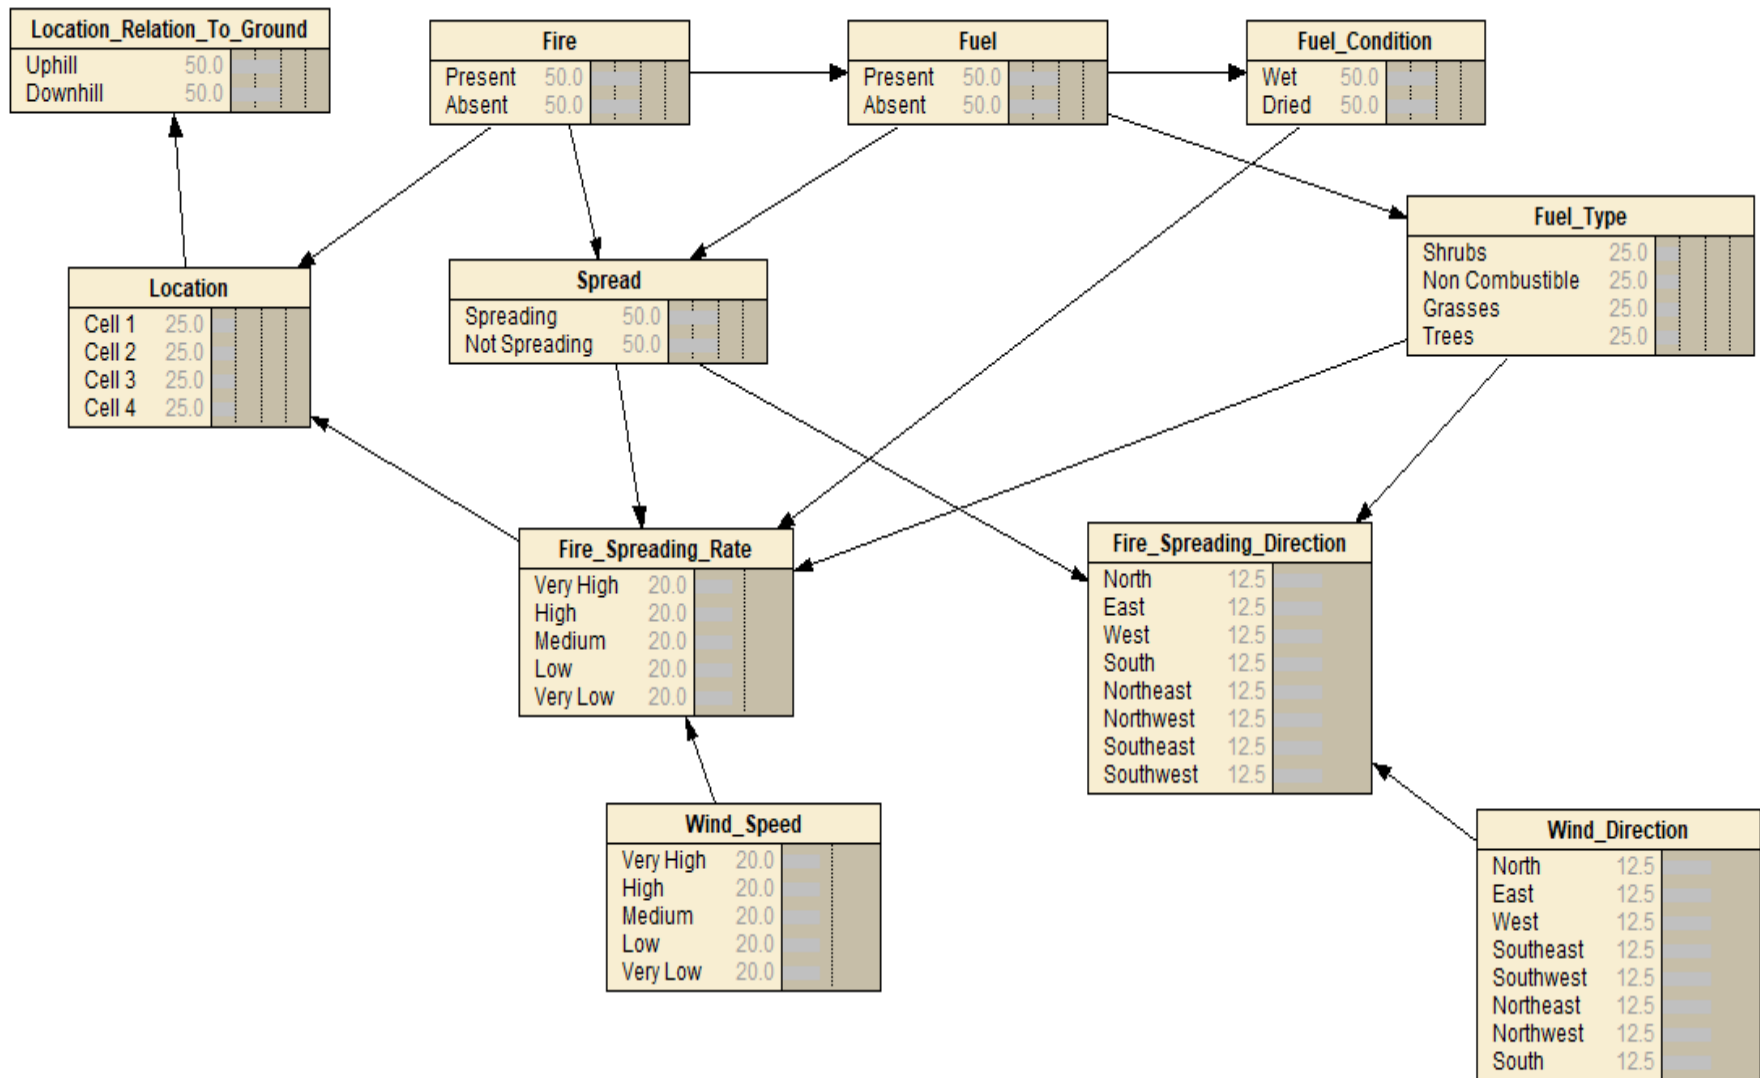 Location_Relation_To_Ground
Uphill 50.0
Downhill 50.0
Fire
Present 50.0
Absent 50.0
Fuel
Present 50.0
Absent 50.0
Fuel_Condition
Wet 50.0
Dried 50.0
Fuel_Type
Shrubs 25.0
Non Combustible 25.0
Grasses 25.0
Trees 25.0
Location
Cell 1 25.0
Cell 2 25.0
Cell 3 25.0
Cell 4 25.0
Spread
Spreading 50.0
Not Spreading 50.0
Fire_Spreading_Rate
Very High 20.0
High 20.0
Medium 20.0
Low 20.0
Very Low 20.0
Fire_Spreading_Direction
North 12.5
East 12.5
West 12.5
South 12.5
Northeast 12.5
Northwest 12.5
Southeast 12.5
Southwest 12.5
Wind_Speed
Very High 20.0
High 20.0
Medium 20.0
Low 20.0
Very Low 20.0
Wind_Direction
North 12.5
East 12.5
West 12.5
Southeast 12.5
Southwest 12.5
Northeast 12.5
Northwest 12.5
South 12.5